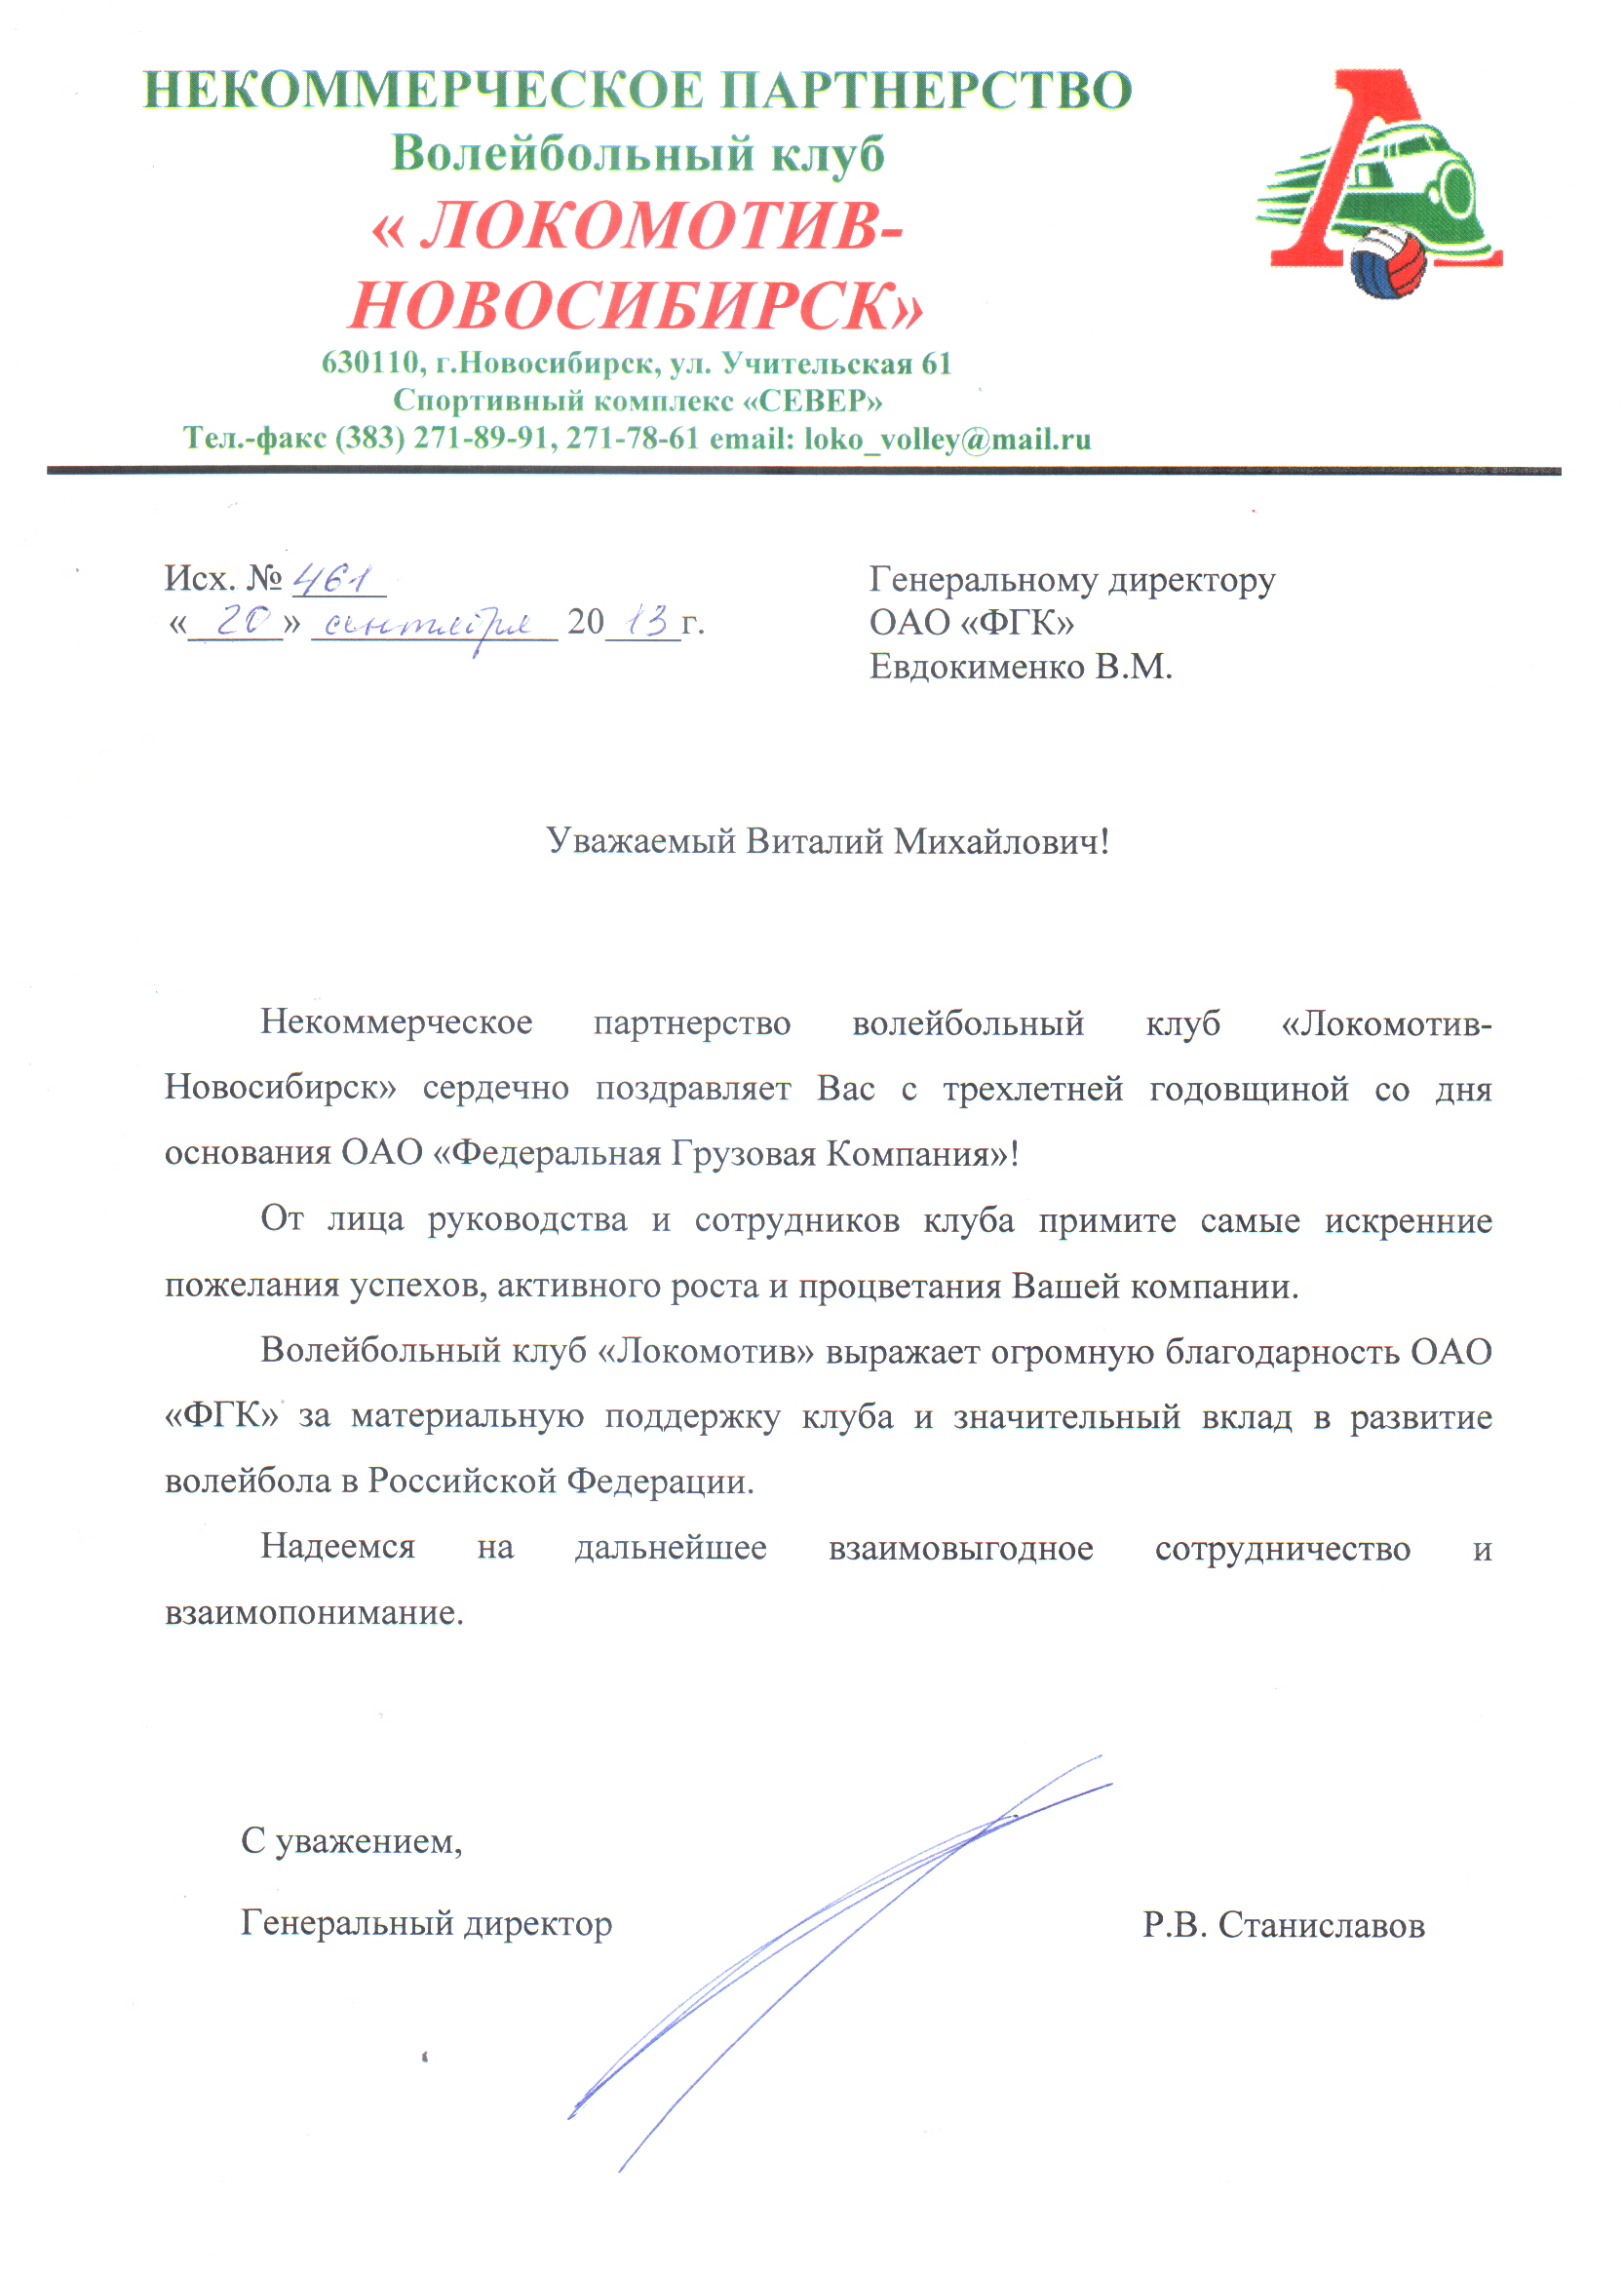 НЕКОММЕРЧЕСКОЕ ПАРТНЕРСТВО
Волейбольный клуб
« ЛОКОМОТИВ-
НОВОСИБИРСК»
630110, г.Новосибирск, ул. Учительская 61
Спортивный комплекс «СЕВЕР»
Тел.-факс (383) 271-89-91, 271-78-61 email: loko_volley@mail.ru
Исх. № 461
«20» сентября 2013г.
Генеральному директору
ОАО «ФГК»
Евдокименко В.М.
Уважаемый Виталий Михайлович!
Некоммерческое партнерство волейбольный клуб «Локомотив-
Новосибирск» сердечно поздравляет Вас с трехлетней годовщиной со дня
основания ОАО «Федеральная Грузовая Компания»!
От лица руководства и сотрудников клуба примите самые искренние
пожелания успехов, активного роста и процветания Вашей компании.
Волейбольный клуб «Локомотив» выражает огромную благодарность ОАО
«ФГК» за материальную поддержку клуба и значительный вклад в развитие
волейбола в Российской Федерации.
Надеемся на дальнейшее взаимовыгодное сотрудничество и
взаимопонимание.
С уважением,
Генеральный директор Р.В. Станиславов